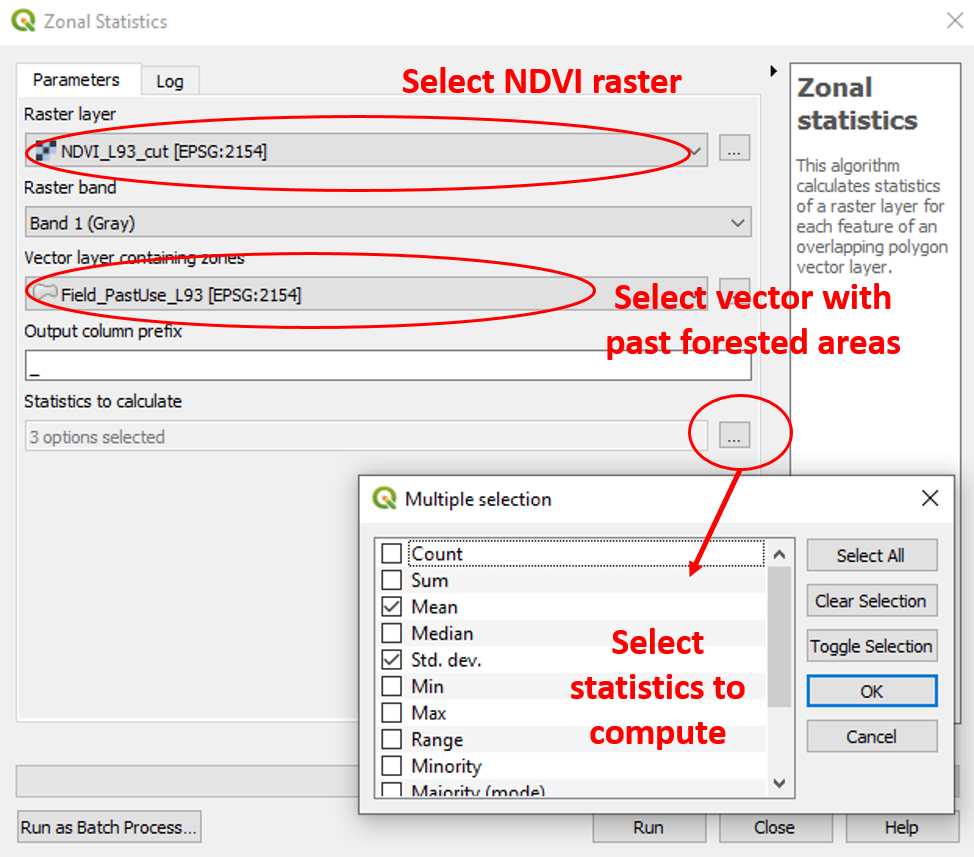 Zonal Statistics
Parameters
Log
Select NDVI raster
Raster layer
NDVI_L93_cut [EPSG:2154]
...
Raster band
Band 1 (Gray)
Vector layer containing zones
Field_PastUse_L93 [EPSG:2154]
Select vector with
past forested areas
Output column prefix
_
Statistics to calculate
3 options selected
...
Zonal
statistics
This algorithm
calculates statistics
of a raster layer for
each feature of an
overlapping polygon
vector layer.
Multiple selection
Count
Sum
Mean
Median
Std. dev.
Min
Max
Range
Minority
Majority (mode)
Select
statistics to
compute
Select All
Clear Selection
Toggle Selection
OK
Cancel
Run as Batch Process...
Run
Close
Help